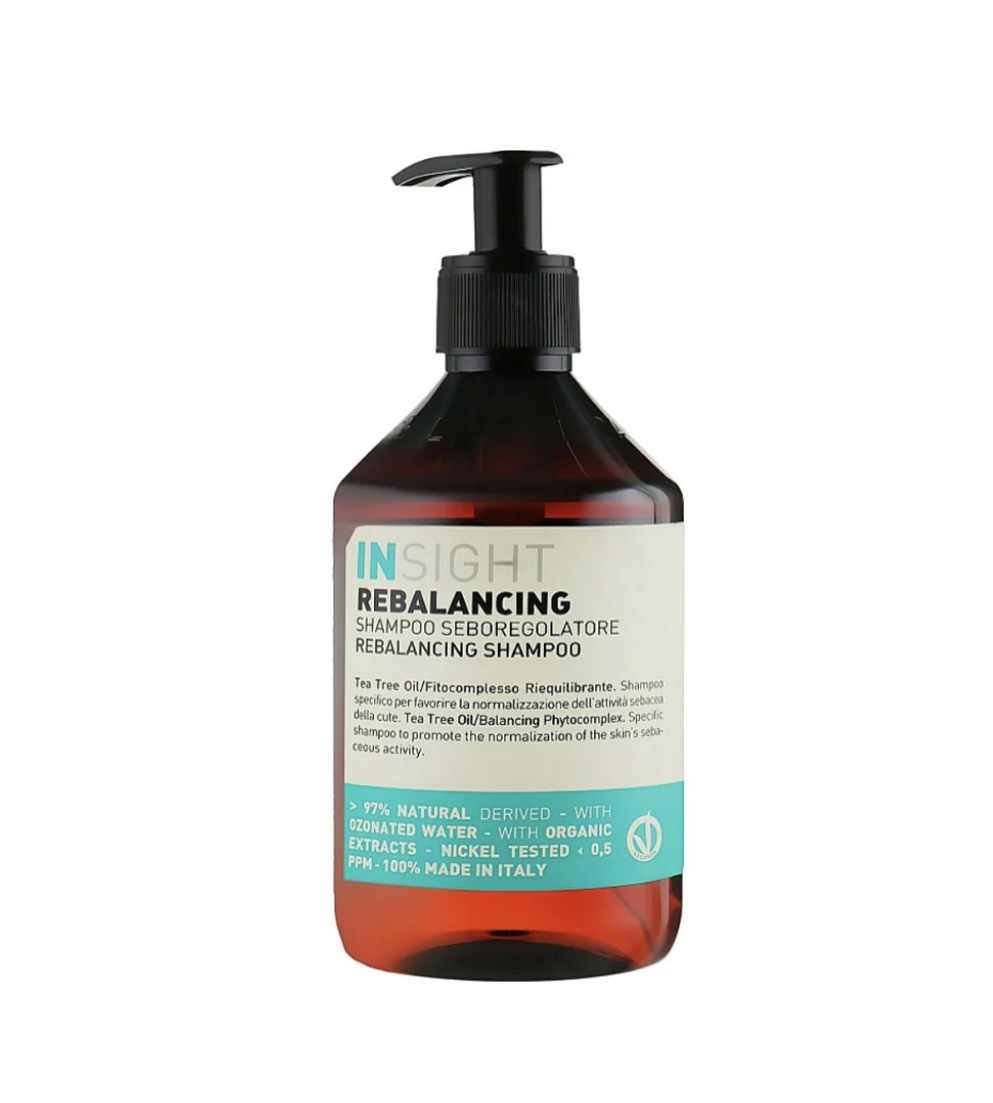 INSIGHT
REBALANCING
SHAMPOO SEBOREGOLATORE
REBALANCING SHAMPOO
Tea Tree Oil/Fitocomplesso Riequilibrante. Shampoo
specifico per favorire la normalizzazione dell'attività sebacea
della cute. Tea Tree Oil/Balancing Phytocomplex. Specific
shampoo to promote the normalization of the skin's seba-
ceous activity.
> 97% NATURAL DERIVED - WITH
OZONATED WATER - WITH ORGANIC
EXTRACTS - NICKEL TESTED < 0,5
PPM - 100% MADE IN ITALY